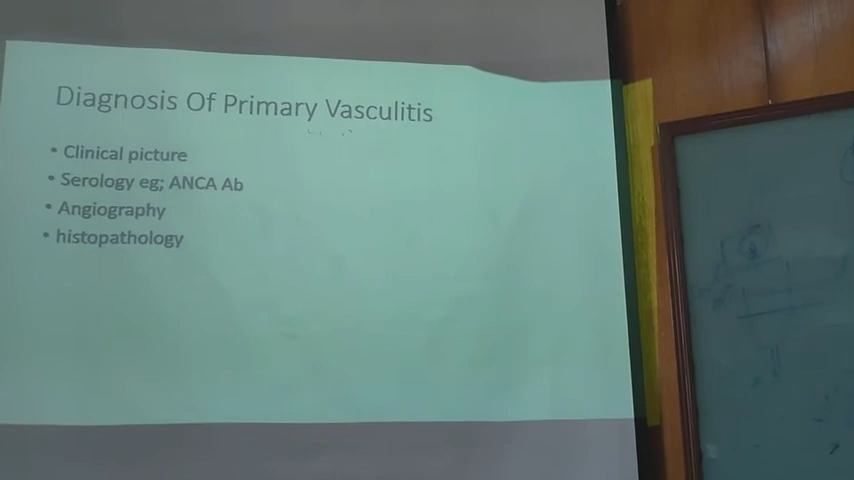 Diagnosis Of Primary Vasculitis
• Clinical picture
• Serology eg; ANCA Ab
• Angiography
• histopathology